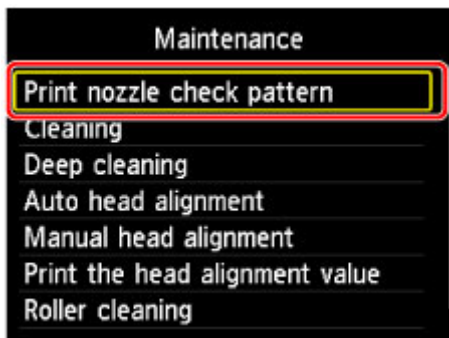 Maintenance
Print nozzle check pattern
Cleaning
Deep cleaning
Auto head alignment
Manual head alignment
Print the head alignment value
Roller cleaning